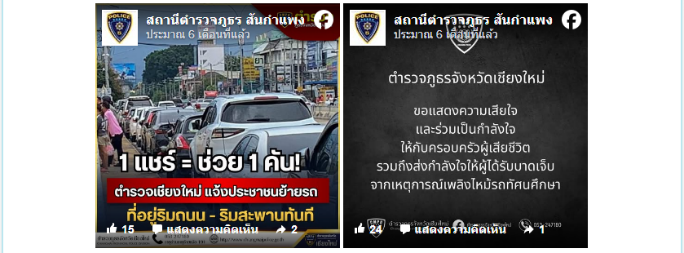 สถานีตำรวจภูธร สันกำแพง
ประมาณ 6 เดือนที่แล้ว
1 แชร์ = ช่วย 1 คัน!
ตำรวจเชียงใหม่ แจ้งประชาชนย้ายรถ
ที่อยู่ริมถนน - ริมสะพานทันที
15
แสดงความคิดเห็น
2
สถานีตำรวจภูธร สันกำแพง
ประมาณ 6 เดือนที่แล้ว
ตำรวจภูธรจังหวัดเชียงใหม่
ขอแสดงความเสียใจ
และร่วมเป็นกำลังใจ
ให้กับครอบครัวผู้เสียชีวิต
รวมถึงส่งกำลังใจให้ผู้ได้รับบาดเจ็บ
จากเหตุการณ์เพลิงไหม้รถทัศนศึกษา
24
แสดงความคิดเห็น
1